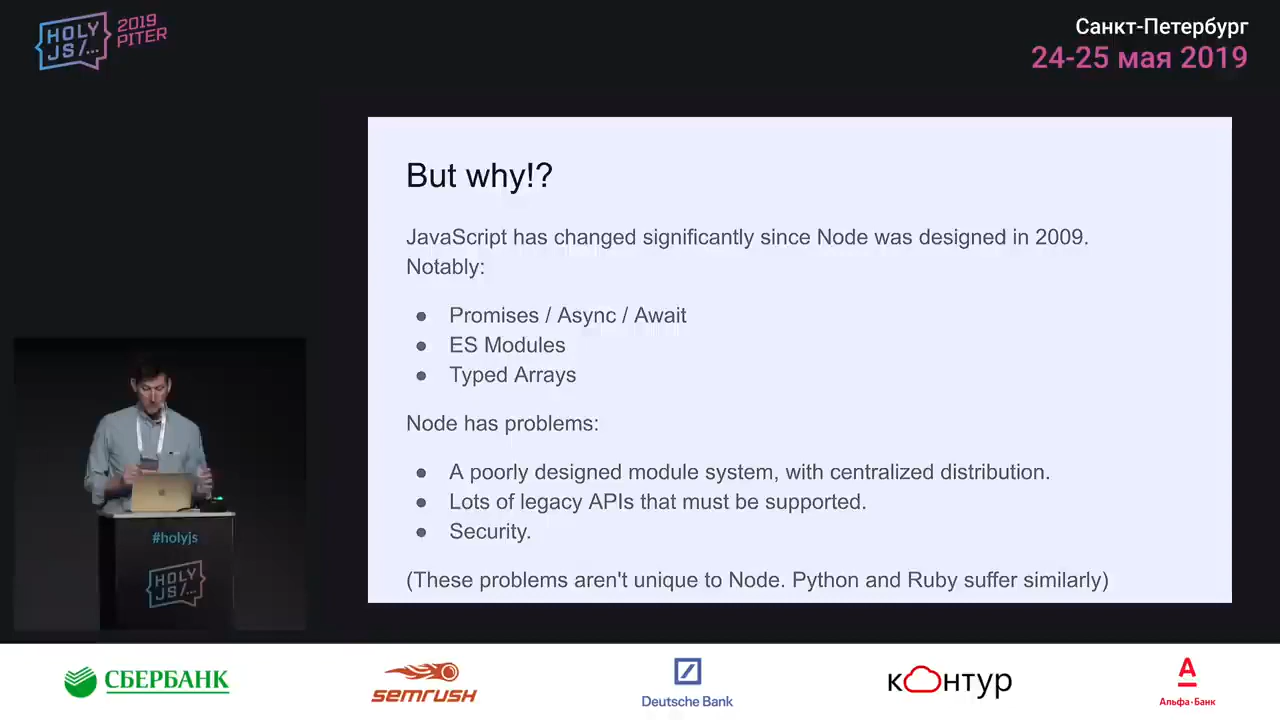 HOLY
JS/...
2019
PITER
Санкт-Петербург
24-25 мая 2019
But why!?
JavaScript has changed significantly since Node was designed in 2009.
Notably:
● Promises / Async / Await
● ES Modules
● Typed Arrays
Node has problems:
● A poorly designed module system, with centralized distribution.
● Lots of legacy APIs that must be supported.
● Security.
(These problems aren't unique to Node. Python and Ruby suffer similarly)
#holyjs
HOLY
JS/...
СБЕРБАНК
semrush
Deutsche Bank
контур
А
Альфа·Банк